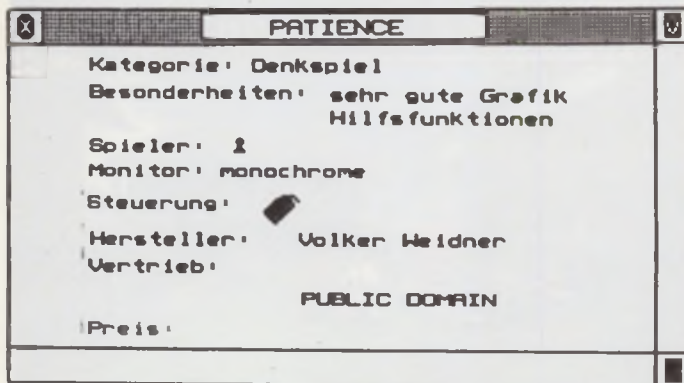 PATIENCE
Kategorie: Denkspiel
Besonderheiten: sehr gute Grafik
Hilfsfunktionen
Spieler:
Monitor: monochrome
Steuerung:
Hersteller: Volker Weidner
Vertrieb:
PUBLIC DOMAIN
Preis: